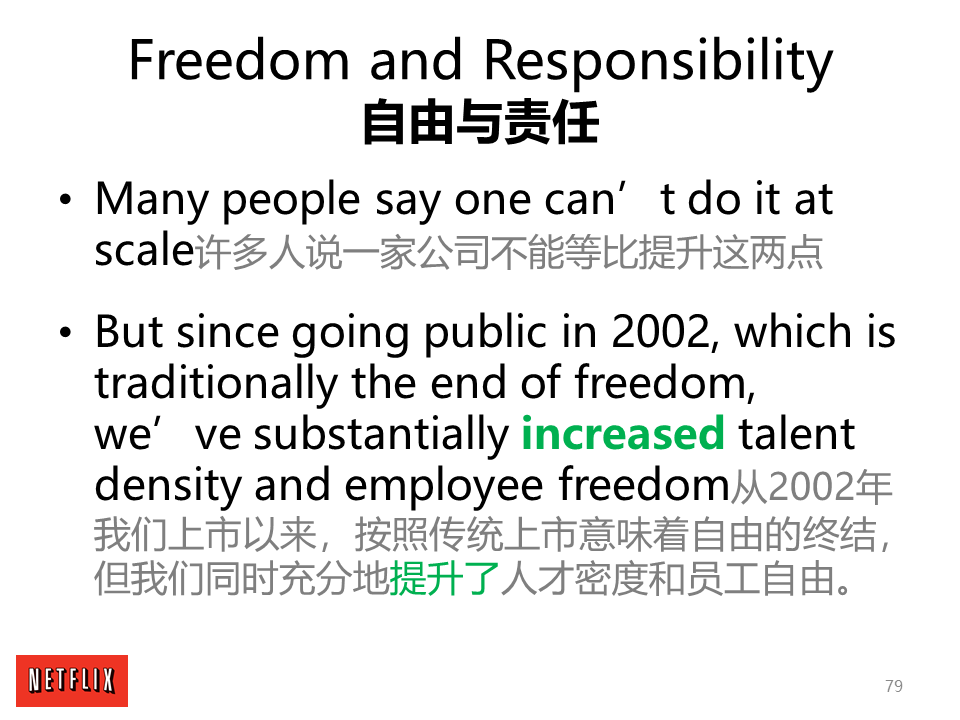 Freedom and Responsibility
自由与责任
• Many people say one can’t do it at
scale许多人说一家公司不能等比提升这两点
• But since going public in 2002, which is
traditionally the end of freedom,
we’ve substantially increased talent
density and employee freedom从2002年
我们上市以来，按照传统上市意味着自由的终结，
但我们同时充分地提升了人才密度和员工自由。
NETFLIX
79